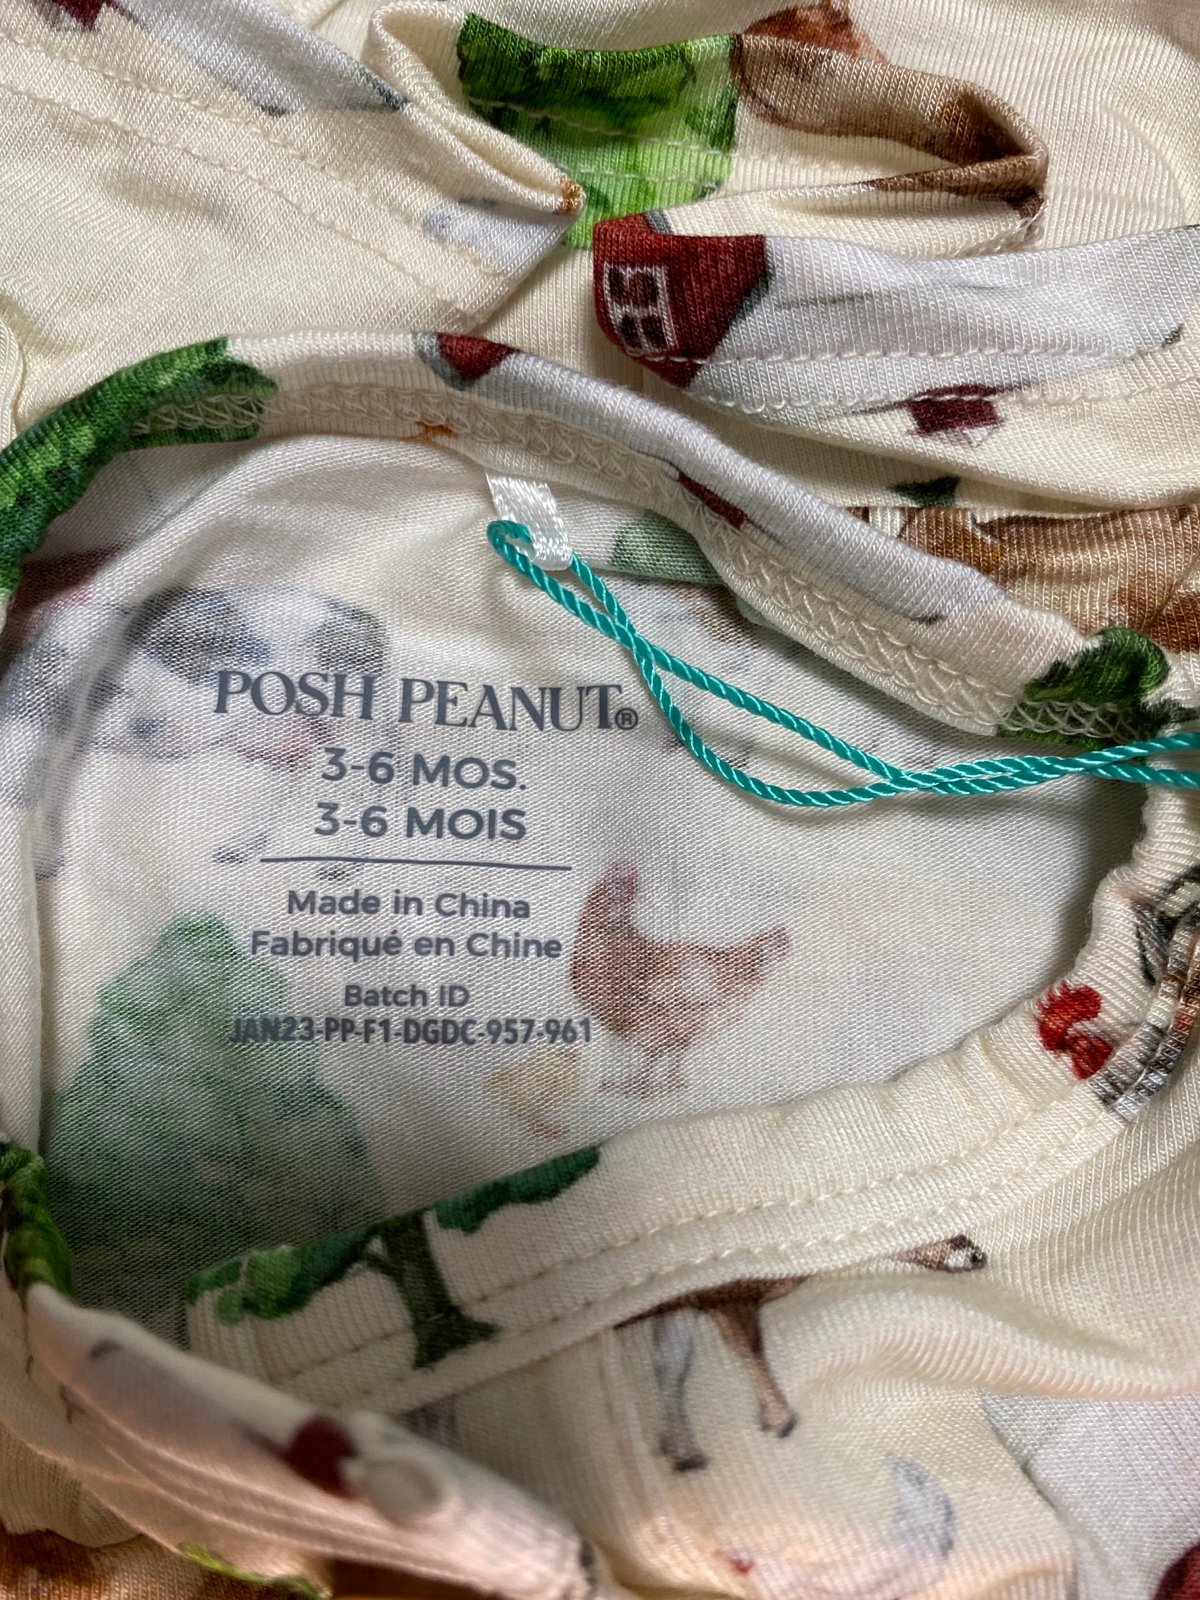 POSH PEANUT®
3-6 MOS.
3-6 MOIS
Made in China
Fabriqué en Chine
Batch ID
JAN23-PP-F1-DGDC-957-961